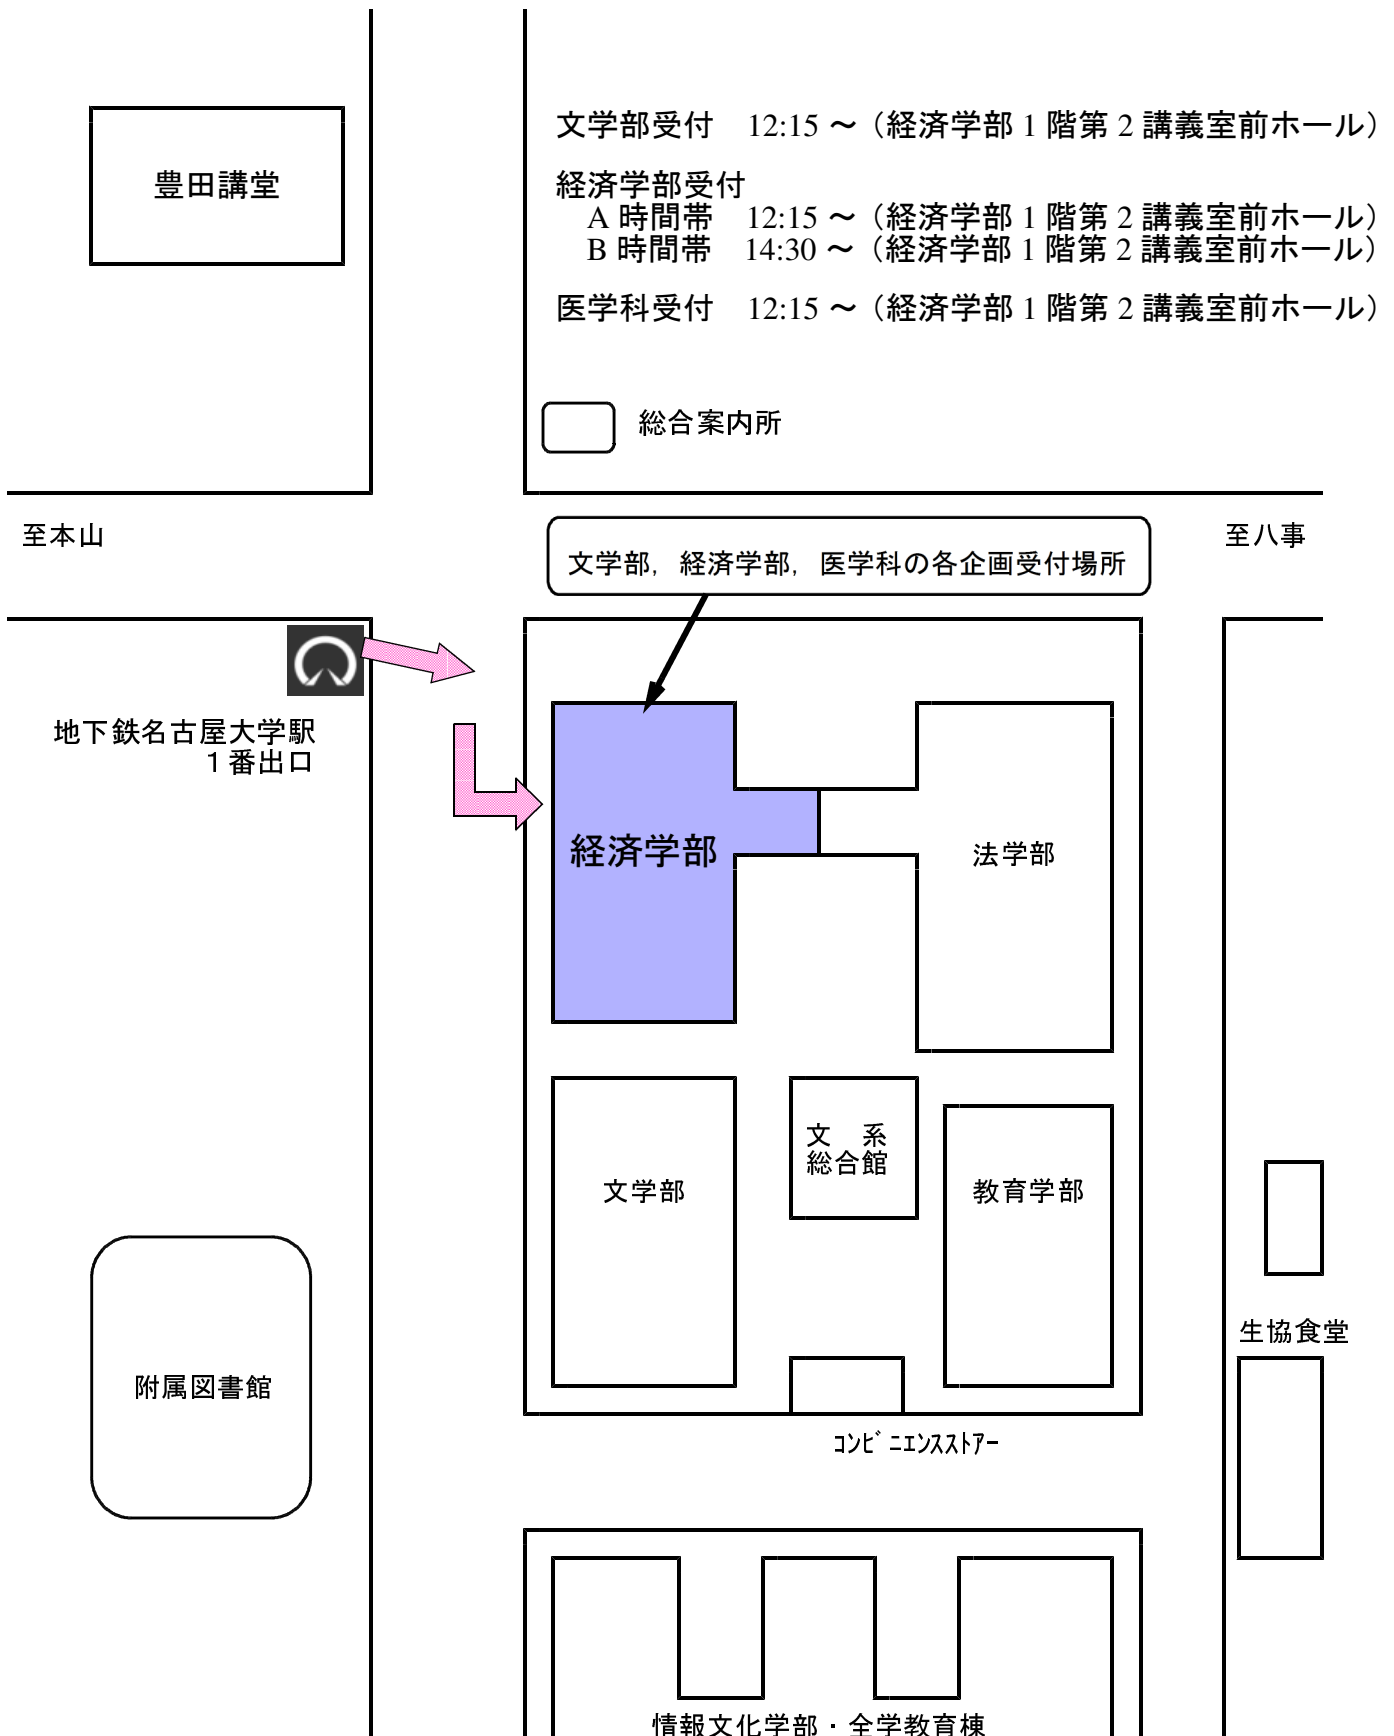 豊田講堂
文学部受付　12:15 ～（経済学部 1 階第 2 講義室前ホール）
経済学部受付
A 時間帯　12:15 ～（経済学部 1 階第 2 講義室前ホール）
B 時間帯　14:30 ～（経済学部 1 階第 2 講義室前ホール）
医学科受付　12:15 ～（経済学部 1 階第 2 講義室前ホール）
総合案内所
至本山
至八事
文学部，経済学部，医学科の各企画受付場所
地下鉄名古屋大学駅
１番出口
経済学部
法学部
文　系
総合館
文学部
教育学部
生協食堂
附属図書館
ｺﾝﾋﾞﾆｴﾝｽｽﾄｱｰ
情報文化学部・全学教育棟